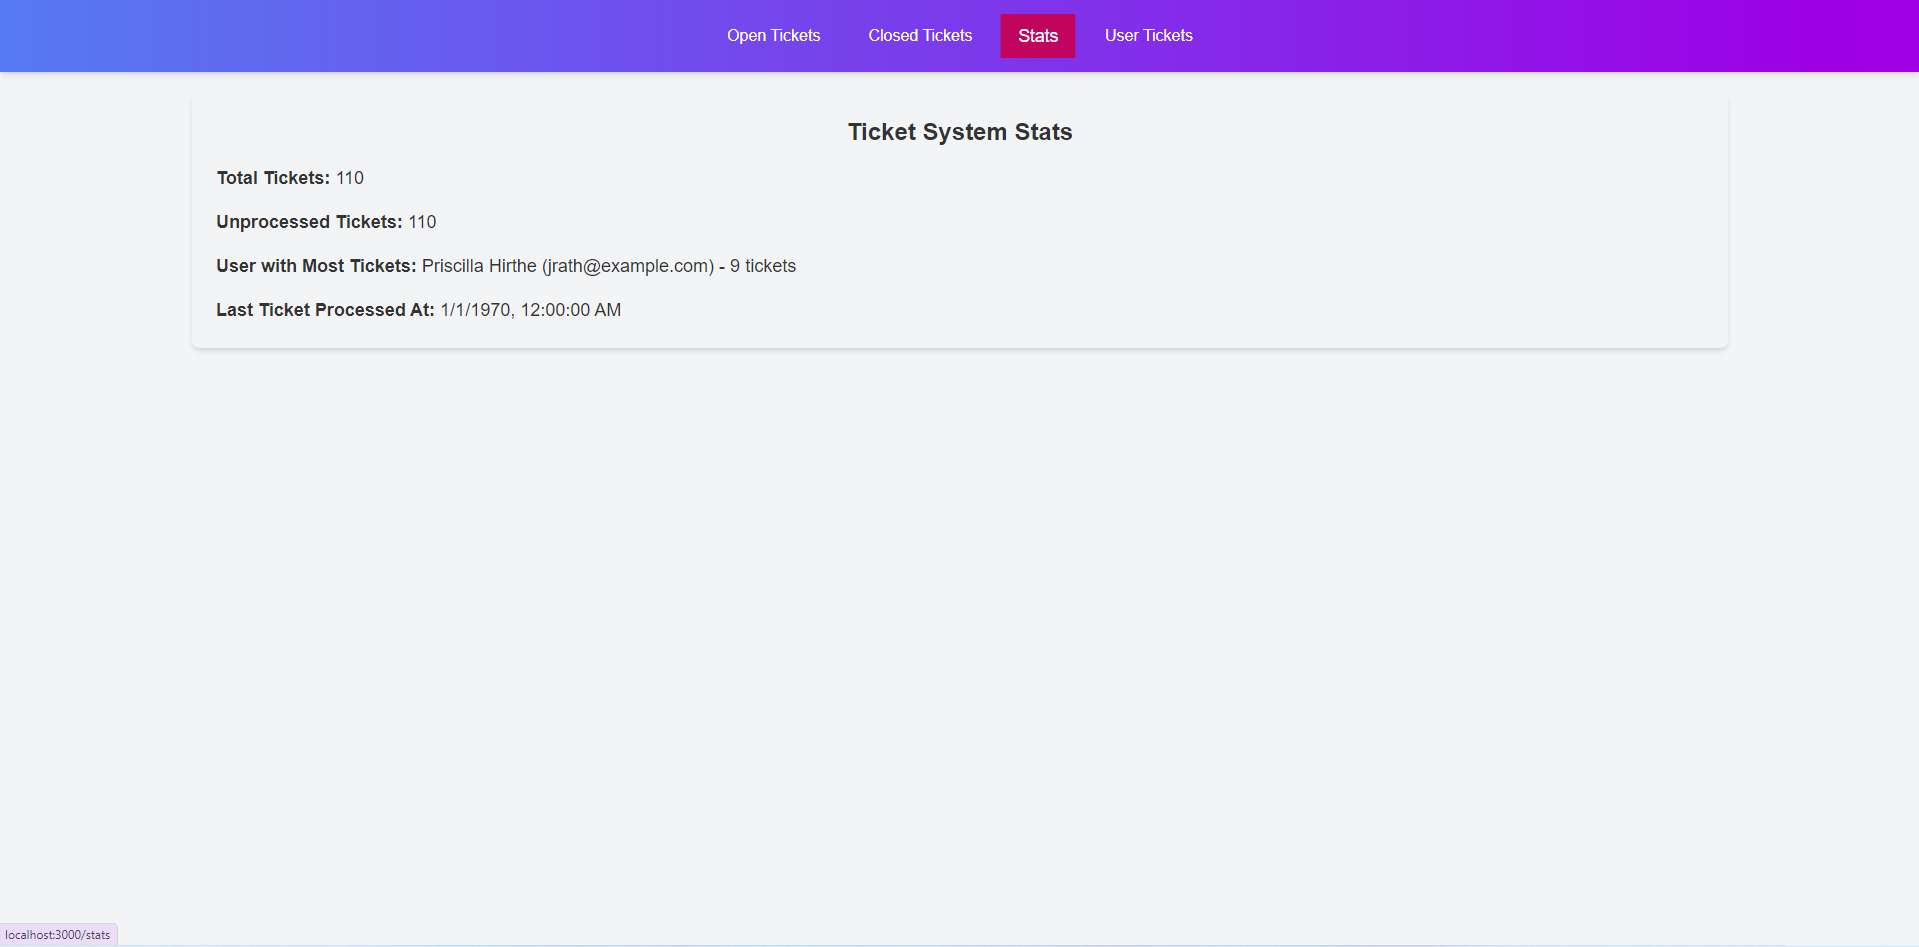 Open Tickets Closed Tickets Stats User Tickets
Ticket System Stats
Total Tickets: 110
Unprocessed Tickets: 110
User with Most Tickets: Priscilla Hirthe (jrath@example.com) - 9 tickets
Last Ticket Processed At: 1/1/1970, 12:00:00 AM
localhost:3000/stats